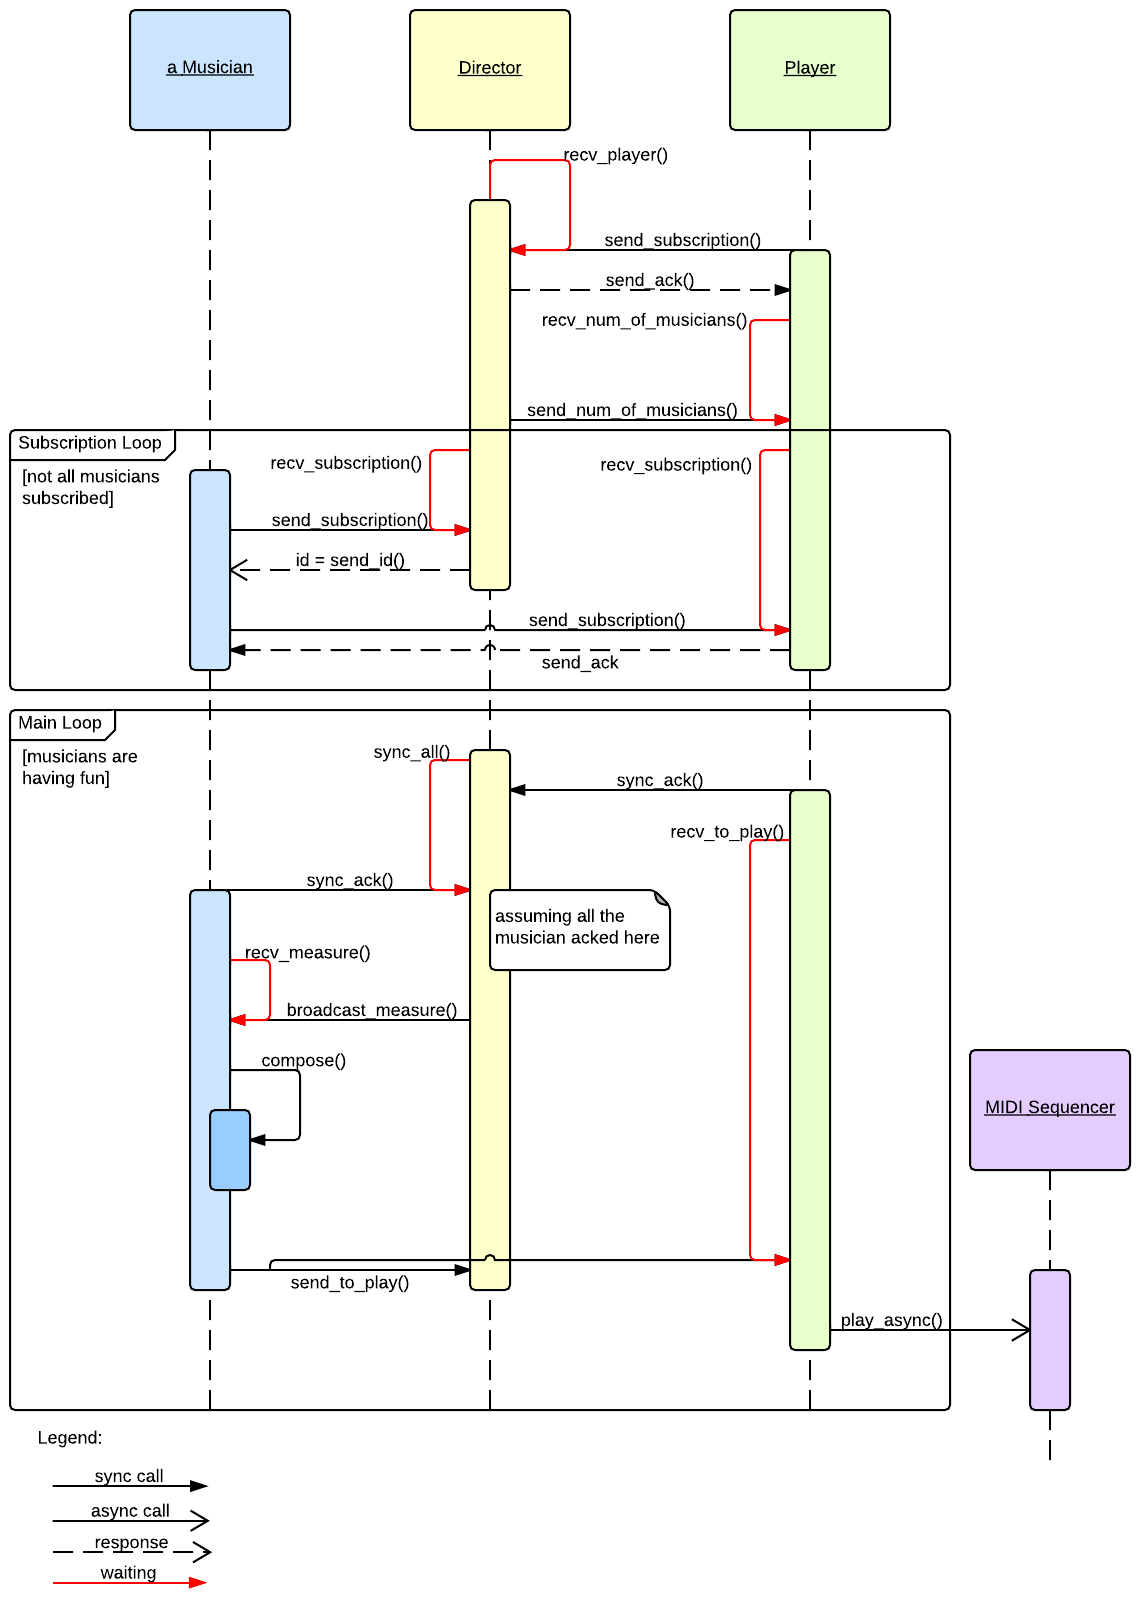 a Musician
Director
Player
recv_player()
send_subscription()
send_ack()
recv_num_of_musicians()
send_num_of_musicians()
Subscription Loop
[not all musicians
subscribed]
recv_subscription()
recv_subscription()
send_subscription()
id = send_id()
send_subscription()
send_ack
Main Loop
[musicians are
having fun]
sync_all()
sync_ack()
recv_to_play()
sync_ack()
assuming all the
musician acked here
recv_measure()
broadcast_measure()
compose()
MIDI Sequencer
send_to_play()
play_async()
Legend:
sync call
async call
response
waiting